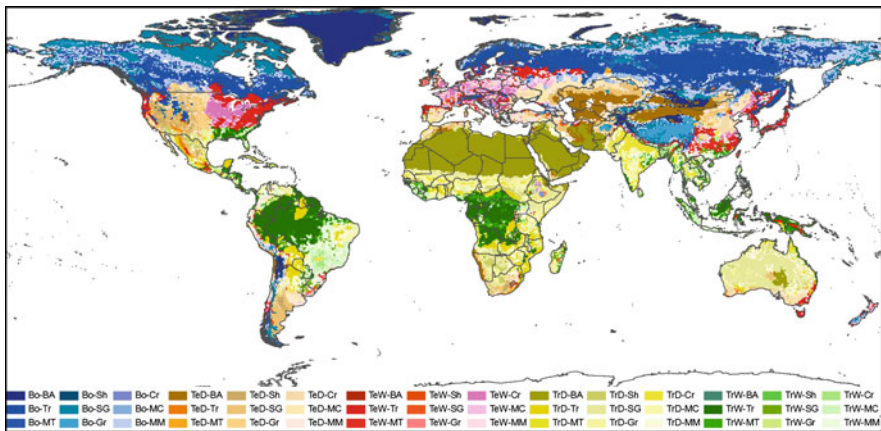 Bo-BA Bo-Sh Bo-Cr TeD-BA TeD-Sh TeD-Cr TeW-BA TeW-Sh TeW-Cr TrD-BA TrD-Sh TrD-Cr TrW-BA TrW-Sh TrW-Cr
Bo-Tr Bo-SG Bo-MC TeD-Tr TeD-SG TeD-MC TeW-Tr TeW-SG TeW-MC TrD-Tr TrD-SG TrD-MC TrW-Tr TrW-SG TrW-MC
Bo-MT Bo-Gr Bo-MM TeD-MT TeD-Gr TeD-MM TeW-MT TeW-Gr TeW-MM TrD-MT TrD-Gr TrD-MM TrW-MT TrW-Gr TrW-MM